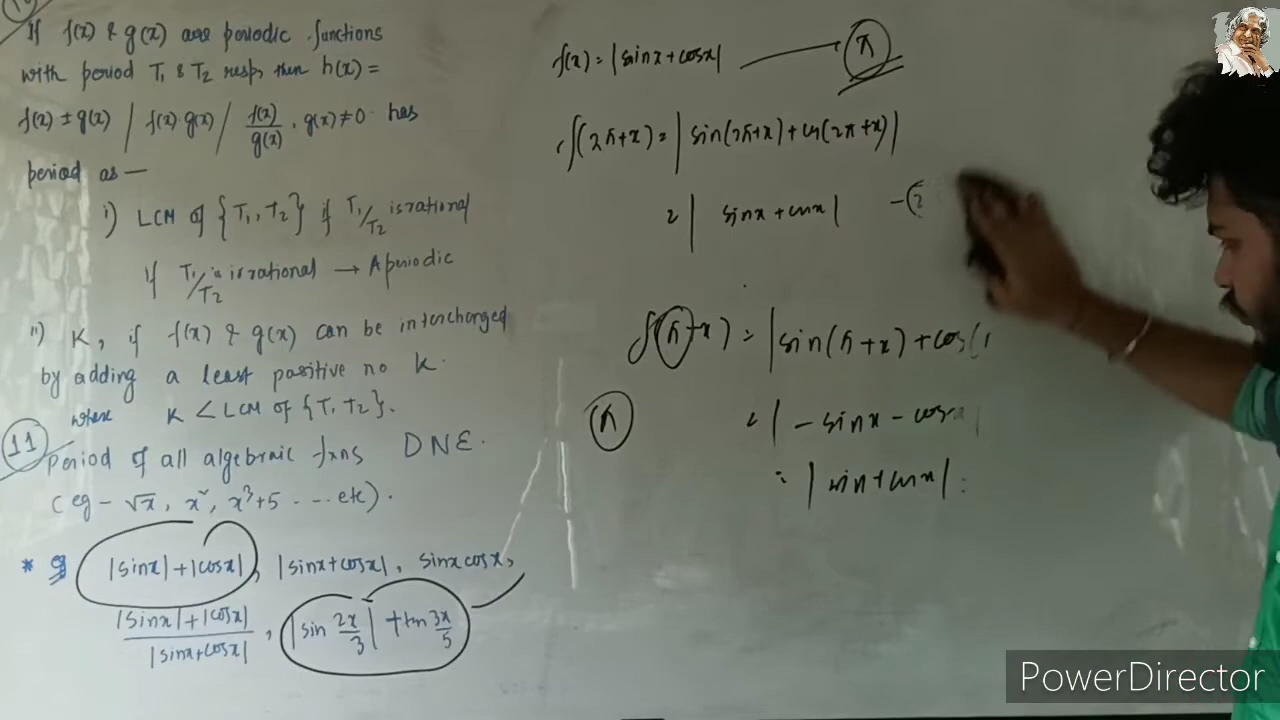 10
If f(x) & g(x) are periodic functions
with period T₁ & T₂ resp, then h(x) =
f(x) ± g(x) / f(x) g(x) / f(x)/g(x), g(x)≠0 has
period as —
i) LCM of {T₁, T₂} if T₁/T₂ is rational
if T₁/T₂ is irrational → Aperiodic
ii) K, if f(x) & g(x) can be interchanged
by adding a least positive no K.
where K < LCM of {T₁, T₂}.
11
Period of all algebraic fxns DNE.
(eg - √x, x², x³+5 ---- etc).
* eg |sinx|+|cosx|, |sinx+cosx|, sinxcosx,
|sinx|+|cosx| / |sinx+cosx|, |sin 2x/3| + tan 3x/5
f(x) = |sinx+cosx| → π
f(2π+x) = |sin(2π+x)+cos(2π+x)|
= | sinx + cosx | -(2
f(π+x) = |sin(π+x)+cos(
π
= | - sinx - cosx |
= |sinx+cosx|
PowerDirector